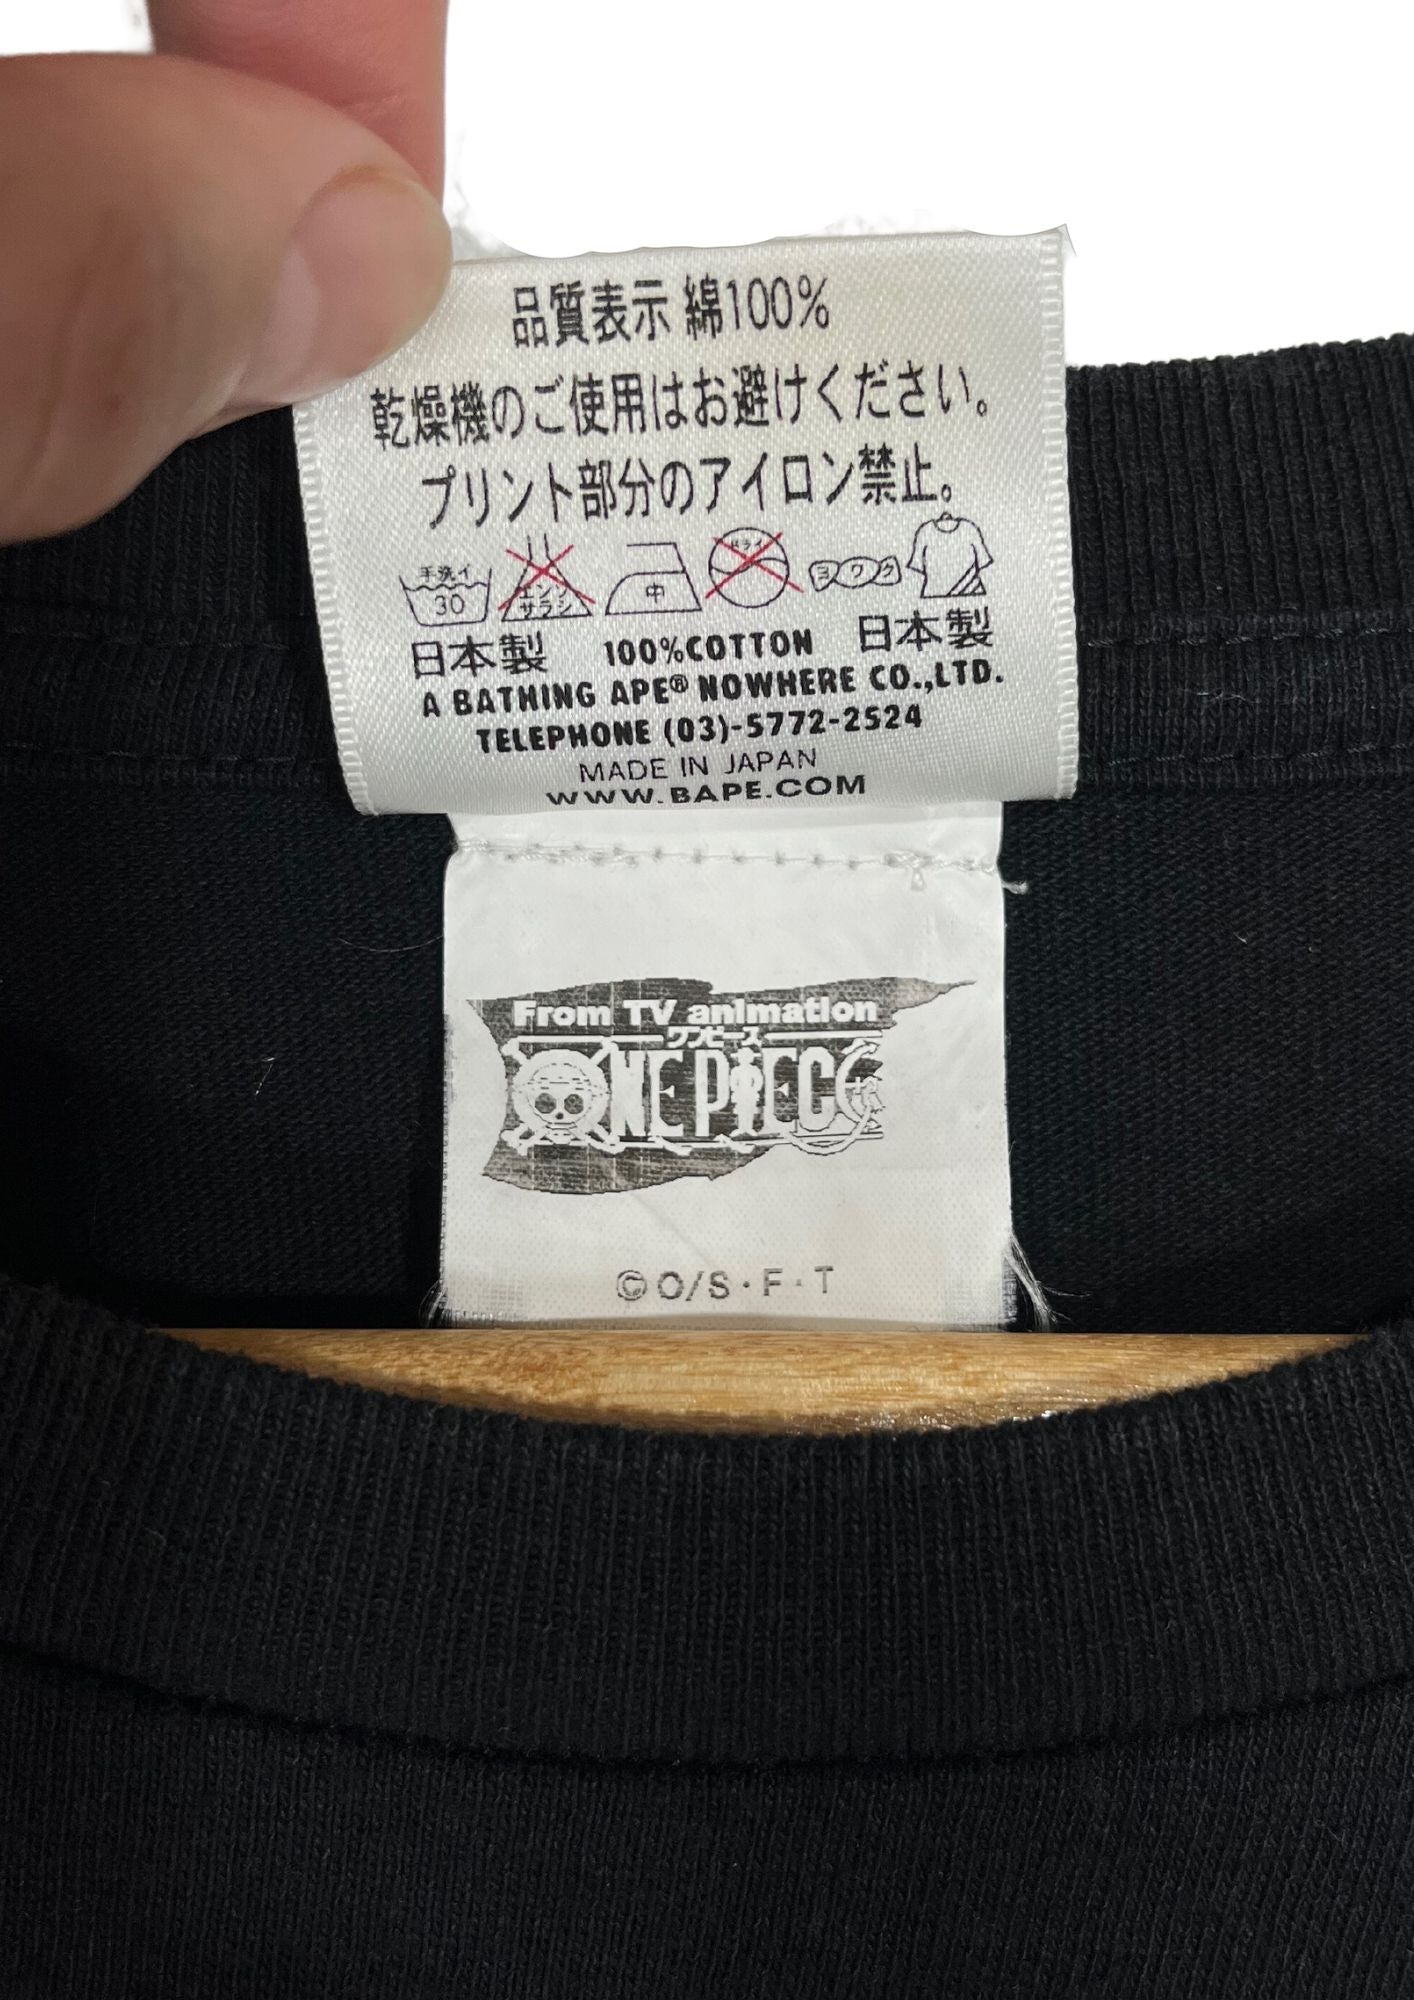 品質表示 綿100%
乾燥機のご使用はお避けください。
プリント部分のアイロン禁止。
手洗イ 30 エンソサラシ 中 ドライ ヨワク
日本製 100%COTTON 日本製
A BATHING APE® NOWHERE CO.,LTD.
TELEPHONE (03)-5772-2524
MADE IN JAPAN
WWW.BAPE.COM
From TV animation
ワンピース
ONE PIECE
©O/S・F・T